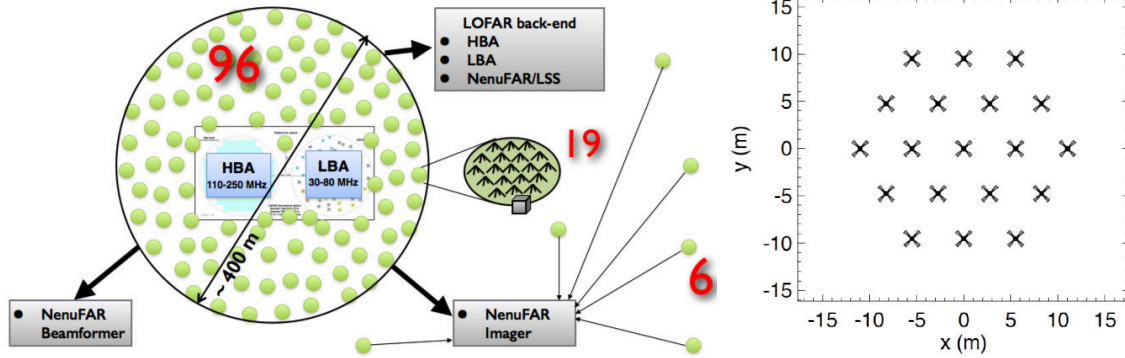 96
LOFAR back-end
● HBA
● LBA
● NenuFAR/LSS
19
HBA
110-250 MHz
LBA
30-80 MHz
~ 400 m
6
● NenuFAR
Beamformer
● NenuFAR
Imager
15
10
5
0
-5
-10
-15
y (m)
-15 -10 -5 0 5 10 15
x (m)